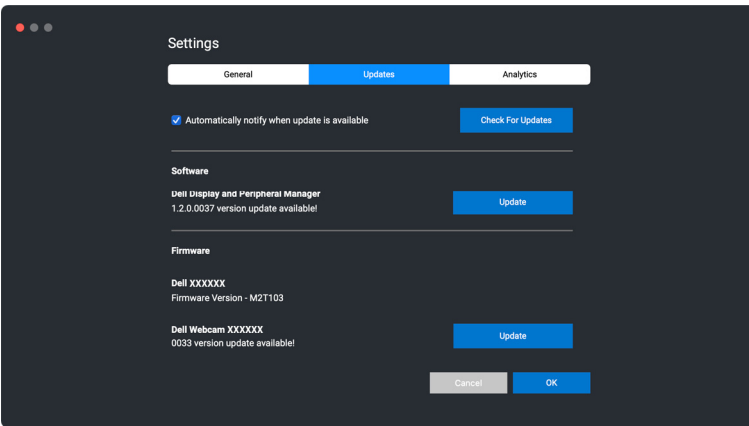 Settings
General
Updates
Analytics
Automatically notify when update is available
Check For Updates
Software
Dell Display and Peripheral Manager
1.2.0.0037 version update available!
Update
Firmware
Dell XXXXXX
Firmware Version - M2T103
Dell Webcam XXXXXX
0033 version update available!
Update
Cancel
OK